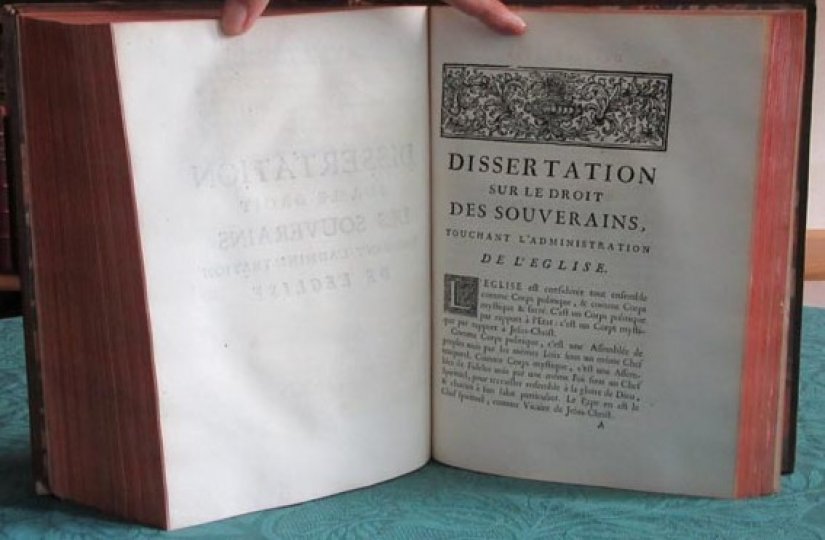 DISSERTATION
SUR LE DROIT
DES SOUVERAINS,
TOUCHANT L'ADMINISTRATION
DE L'EGLISE.
L'EGLISE est considerée tout ensemble
comme Corps politique, & comme Corps
mystique & sacré. C'est un Corps politique
par rapport à l'Etat: c'est un Corps mysti-
que par rapport à Jesus-Christ.
Comme Corps politique, c'est une Assemblée de
peuples unis par les mêmes Loix sous un même Chef
temporel. Comme Corps mystique, c'est une Assem-
blée de Fideles unis par une même Foi sous un Chef
spirituel, pour travailler ensemble à la gloire de Dieu,
& chacun à son salut particulier. Le Pape en est le
Chef spirituel, comme Vicaire de Jesus-Christ.
A